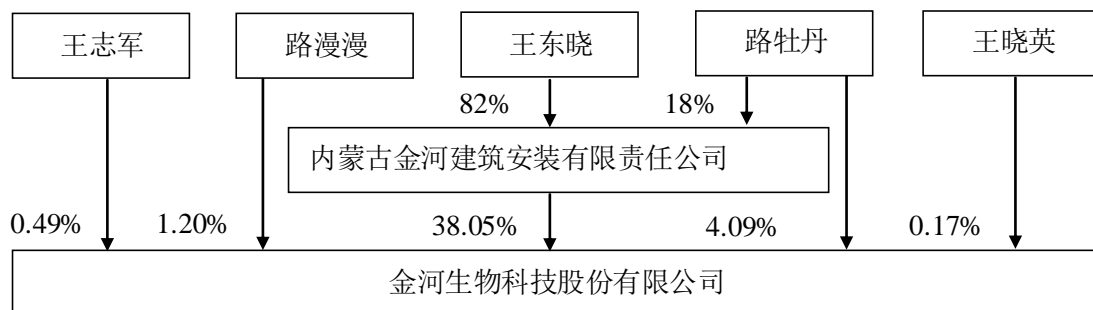 王志军 路漫漫 王东晓 路牡丹 王晓英
82% 18%
内蒙古金河建筑安装有限责任公司
0.49% 1.20% 38.05% 4.09% 0.17%
金河生物科技股份有限公司